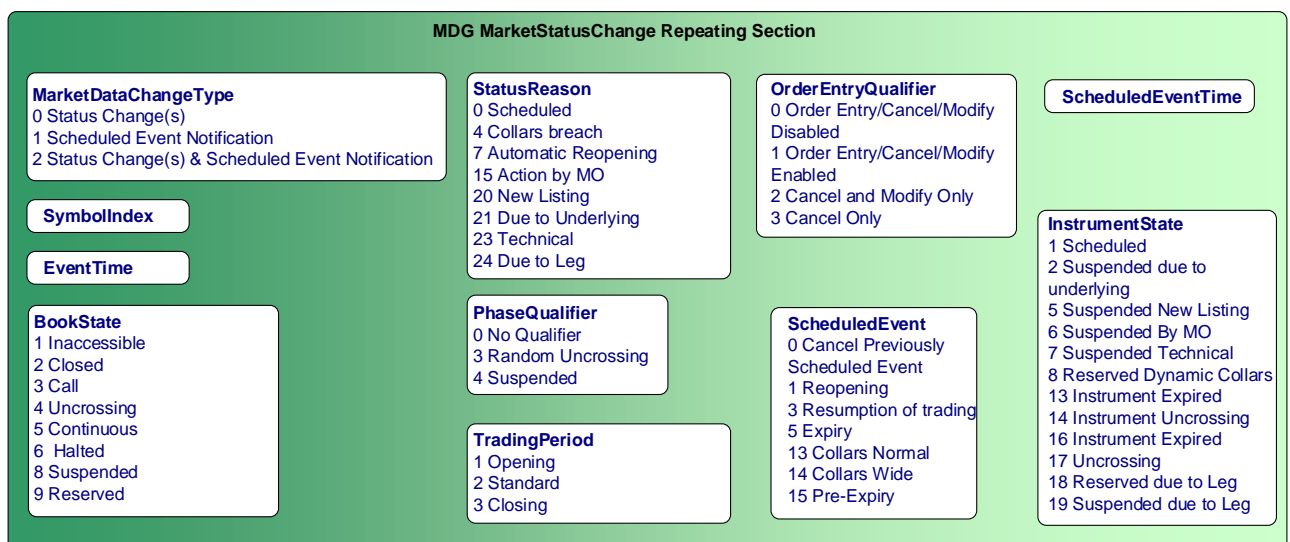 MDG MarketStatusChange Repeating Section
MarketDataChangeType
0 Status Change(s)
1 Scheduled Event Notification
2 Status Change(s) & Scheduled Event Notification
SymbolIndex
EventTime
BookState
1 Inaccessible
2 Closed
3 Call
4 Uncrossing
5 Continuous
6 Halted
8 Suspended
9 Reserved
StatusReason
0 Scheduled
4 Collars breach
7 Automatic Reopening
15 Action by MO
20 New Listing
21 Due to Underlying
23 Technical
24 Due to Leg
PhaseQualifier
0 No Qualifier
3 Random Uncrossing
4 Suspended
TradingPeriod
1 Opening
2 Standard
3 Closing
OrderEntryQualifier
0 Order Entry/Cancel/Modify
Disabled
1 Order Entry/Cancel/Modify
Enabled
2 Cancel and Modify Only
3 Cancel Only
ScheduledEvent
0 Cancel Previously
Scheduled Event
1 Reopening
3 Resumption of trading
5 Expiry
13 Collars Normal
14 Collars Wide
15 Pre-Expiry
ScheduledEventTime
InstrumentState
1 Scheduled
2 Suspended due to
underlying
5 Suspended New Listing
6 Suspended By MO
7 Suspended Technical
8 Reserved Dynamic Collars
13 Instrument Expired
14 Instrument Uncrossing
16 Instrument Expired
17 Uncrossing
18 Reserved due to Leg
19 Suspended due to Leg